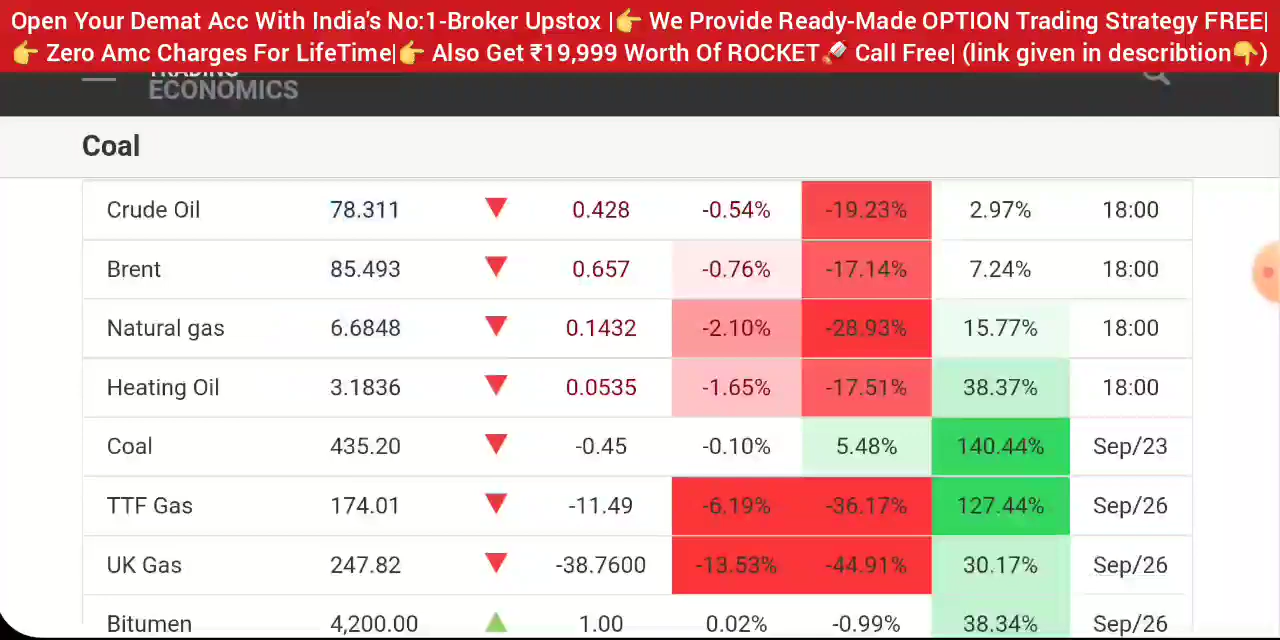 Open Your Demat Acc With India's No:1-Broker Upstox |👉 We Provide Ready-Made OPTION Trading Strategy FREE|
👉 Zero Amc Charges For LifeTime|👉 Also Get ₹19,999 Worth Of ROCKET🚀 Call Free| (link given in describtion👇)
TRADING
ECONOMICS
Coal
Crude Oil 78.311 ▼ 0.428 -0.54% -19.23% 2.97% 18:00
Brent 85.493 ▼ 0.657 -0.76% -17.14% 7.24% 18:00
Natural gas 6.6848 ▼ 0.1432 -2.10% -28.93% 15.77% 18:00
Heating Oil 3.1836 ▼ 0.0535 -1.65% -17.51% 38.37% 18:00
Coal 435.20 ▼ -0.45 -0.10% 5.48% 140.44% Sep/23
TTF Gas 174.01 ▼ -11.49 -6.19% -36.17% 127.44% Sep/26
UK Gas 247.82 ▼ -38.7600 -13.53% -44.91% 30.17% Sep/26
Bitumen 4,200.00 ▲ 1.00 0.02% -0.99% 38.34% Sep/26